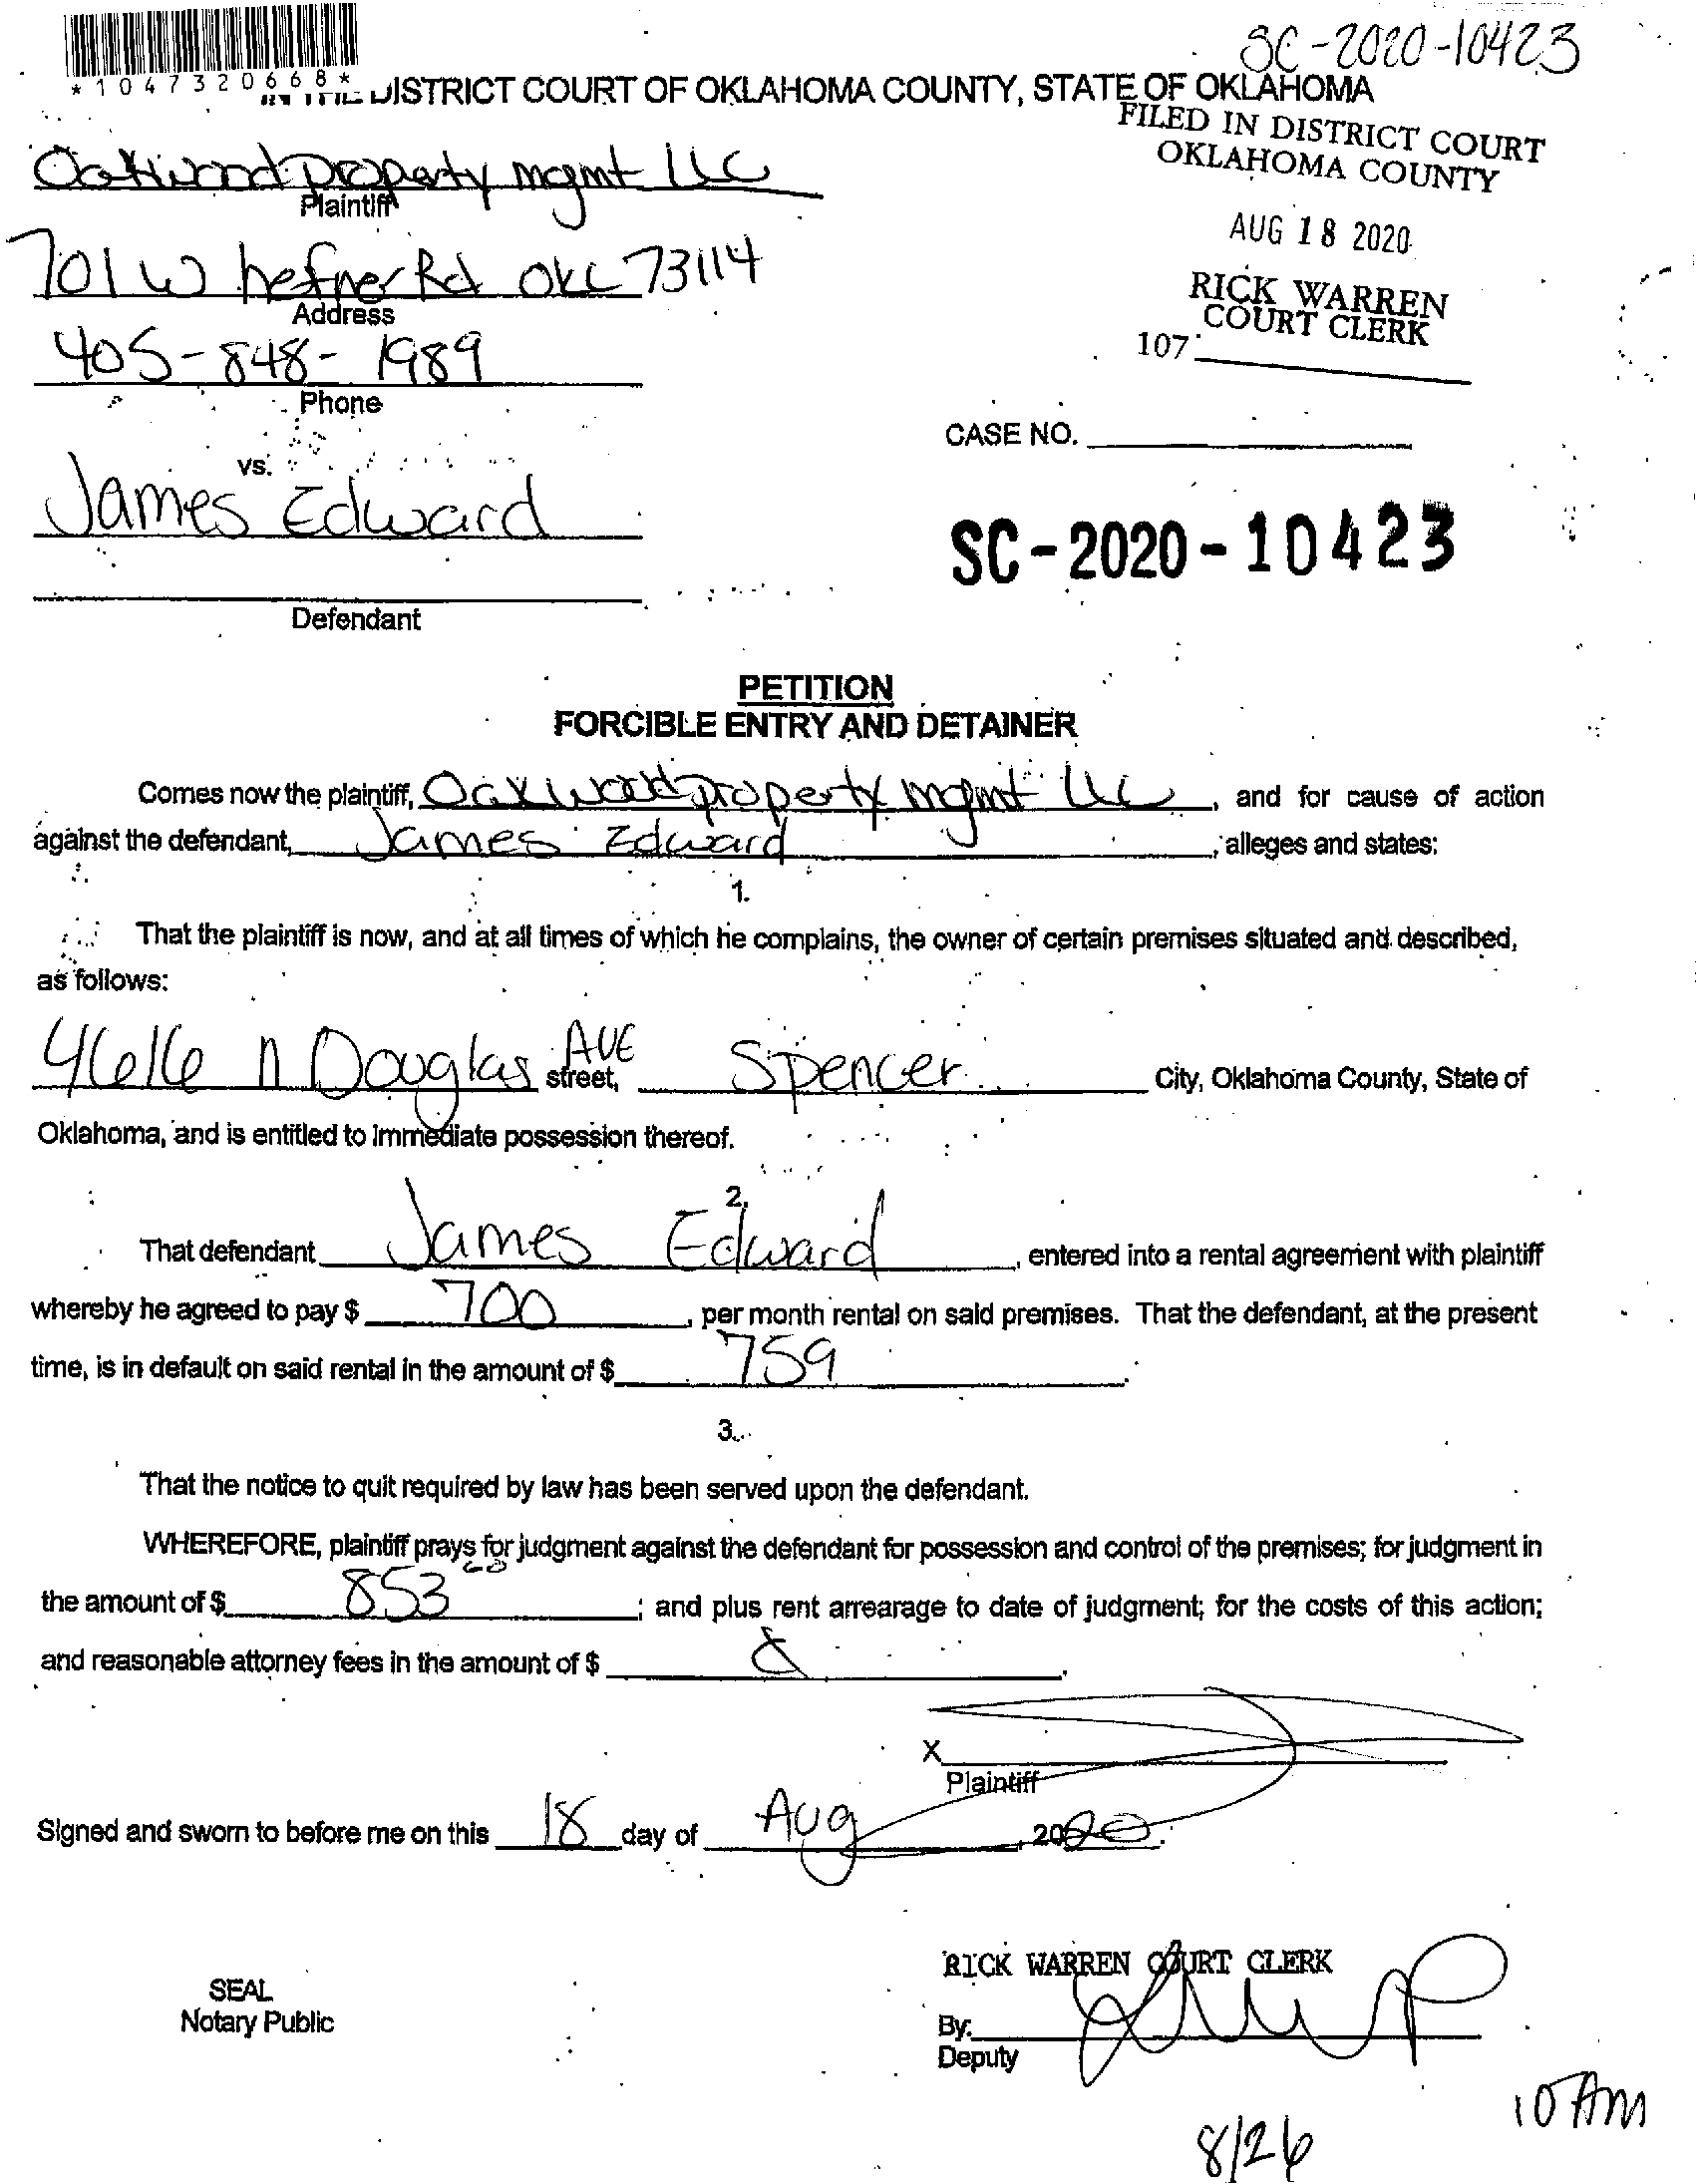 SC-2020-10423
*1047320668*
IN THE DISTRICT COURT OF OKLAHOMA COUNTY, STATE OF OKLAHOMA
FILED IN DISTRICT COURT
OKLAHOMA COUNTY
Oakwood property mgmt LLC
Plaintiff
AUG 18 2020
701 W hefner Rd OKC 73114
Address
RICK WARREN
COURT CLERK
107
405-848-1989
Phone
CASE NO.
vs.
James Edward
SC-2020-10423
Defendant
PETITION
FORCIBLE ENTRY AND DETAINER
Comes now the plaintiff, Oakwood property mgmt LLC, and for cause of action
against the defendant, James Edward, alleges and states:
1.
That the plaintiff is now, and at all times of which he complains, the owner of certain premises situated and described,
as follows:
4616 N Douglas AVE street, Spencer City, Oklahoma County, State of
Oklahoma, and is entitled to immediate possession thereof.
2.
That defendant James Edward, entered into a rental agreement with plaintiff
whereby he agreed to pay $ 700, per month rental on said premises. That the defendant, at the present
time, is in default on said rental in the amount of $ 759.
3.
That the notice to quit required by law has been served upon the defendant.
WHEREFORE, plaintiff prays for judgment against the defendant for possession and control of the premises; for judgment in
the amount of $ 853; and plus rent arrearage to date of judgment; for the costs of this action;
and reasonable attorney fees in the amount of $
X
Plaintiff
Signed and sworn to before me on this 18 day of Aug, 2020.
RICK WARREN COURT CLERK
SEAL
Notary Public
By:
Deputy
10 AM
8/26